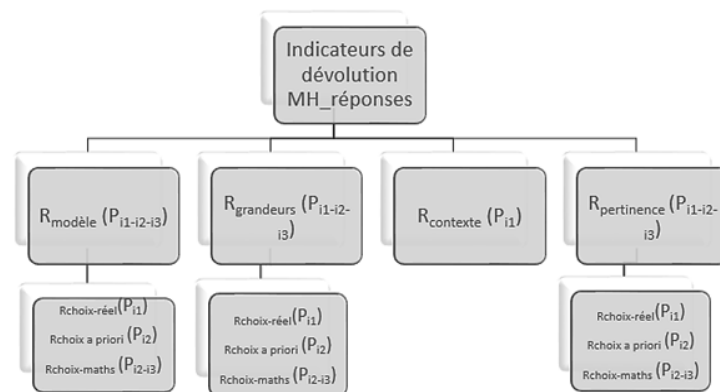 Indicateurs de
dévolution
MH_réponses
Rmodèle (Pi1-i2-i3)
Rgrandeurs (Pi1-i2-
i3)
Rcontexte (Pi1)
Rpertinence (Pi1-i2-
i3)
Rchoix-réel(Pi1)
Rchoix a priori (Pi2)
Rchoix-maths (Pi2-i3)
Rchoix-réel(Pi1)
Rchoix a priori (Pi2)
Rchoix-maths (Pi2-i3)
Rchoix-réel(Pi1)
Rchoix a priori (Pi2)
Rchoix-maths (Pi2-i3)